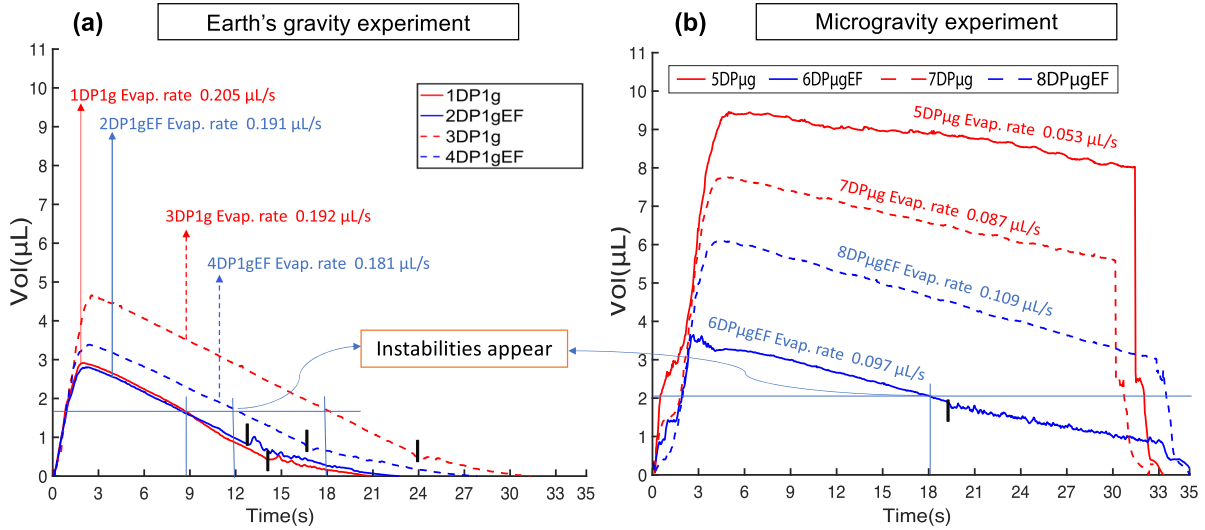 (a)
Earth’s gravity experiment
11
10
9
8
7
6
5
4
3
2
1
0
Vol(µL)
1DP1g Evap. rate 0.205 µL/s
2DP1gEF Evap. rate 0.191 µL/s
3DP1g Evap. rate 0.192 µL/s
4DP1gEF Evap. rate 0.181 µL/s
1DP1g
2DP1gEF
3DP1g
4DP1gEF
0 3 6 9 12 15 18 21 24 27 30 33 35
Time(s)
Instabilities appear
(b)
Microgravity experiment
11
10
9
8
7
6
5
4
3
2
1
0
Vol(µL)
5DPµg 6DPµgEF 7DPµg 8DPµgEF
5DPµg Evap. rate 0.053 µL/s
7DPµg Evap. rate 0.087 µL/s
8DPµgEF Evap. rate 0.109 µL/s
6DPµgEF Evap. rate 0.097 µL/s
0 3 6 9 12 15 18 21 24 27 30 33 35
Time(s)